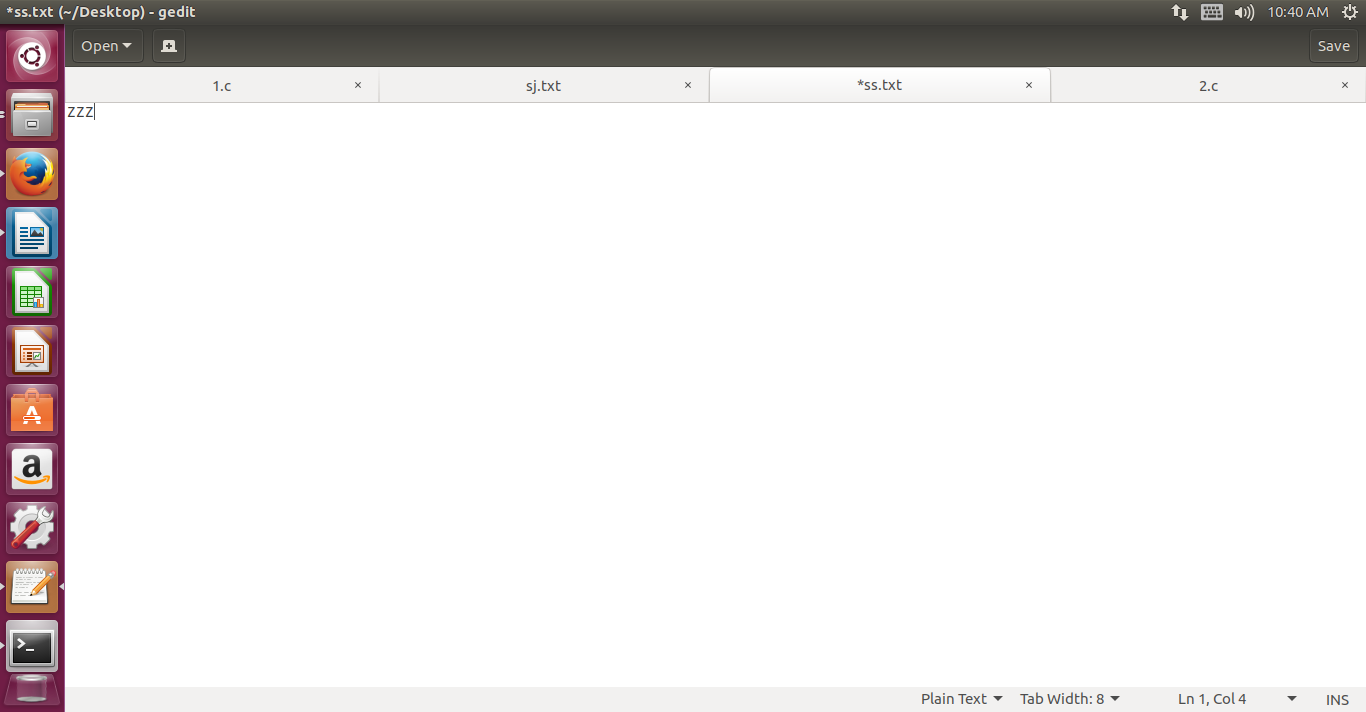 *ss.txt (~/Desktop) - gedit
10:40 AM
Open
Save
1.c
sj.txt
*ss.txt
2.c
zzz
Plain Text
Tab Width: 8
Ln 1, Col 4
INS